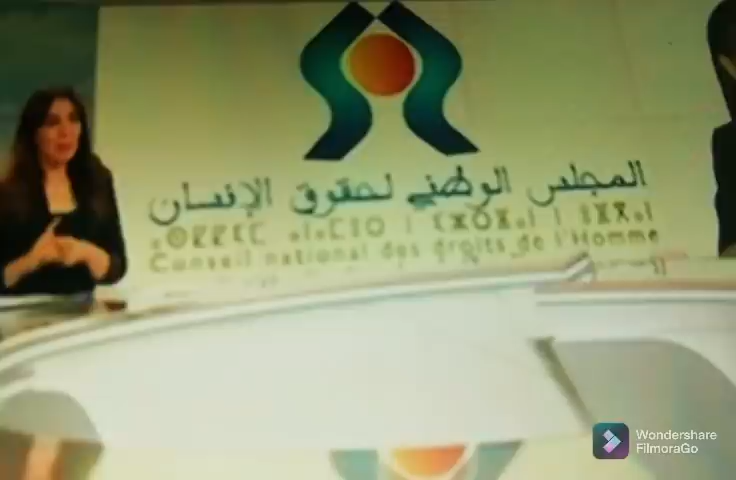 المجلس الوطني لحقوق الإنسان
Conseil national des droits de l'Homme
Wondershare
FilmoraGo